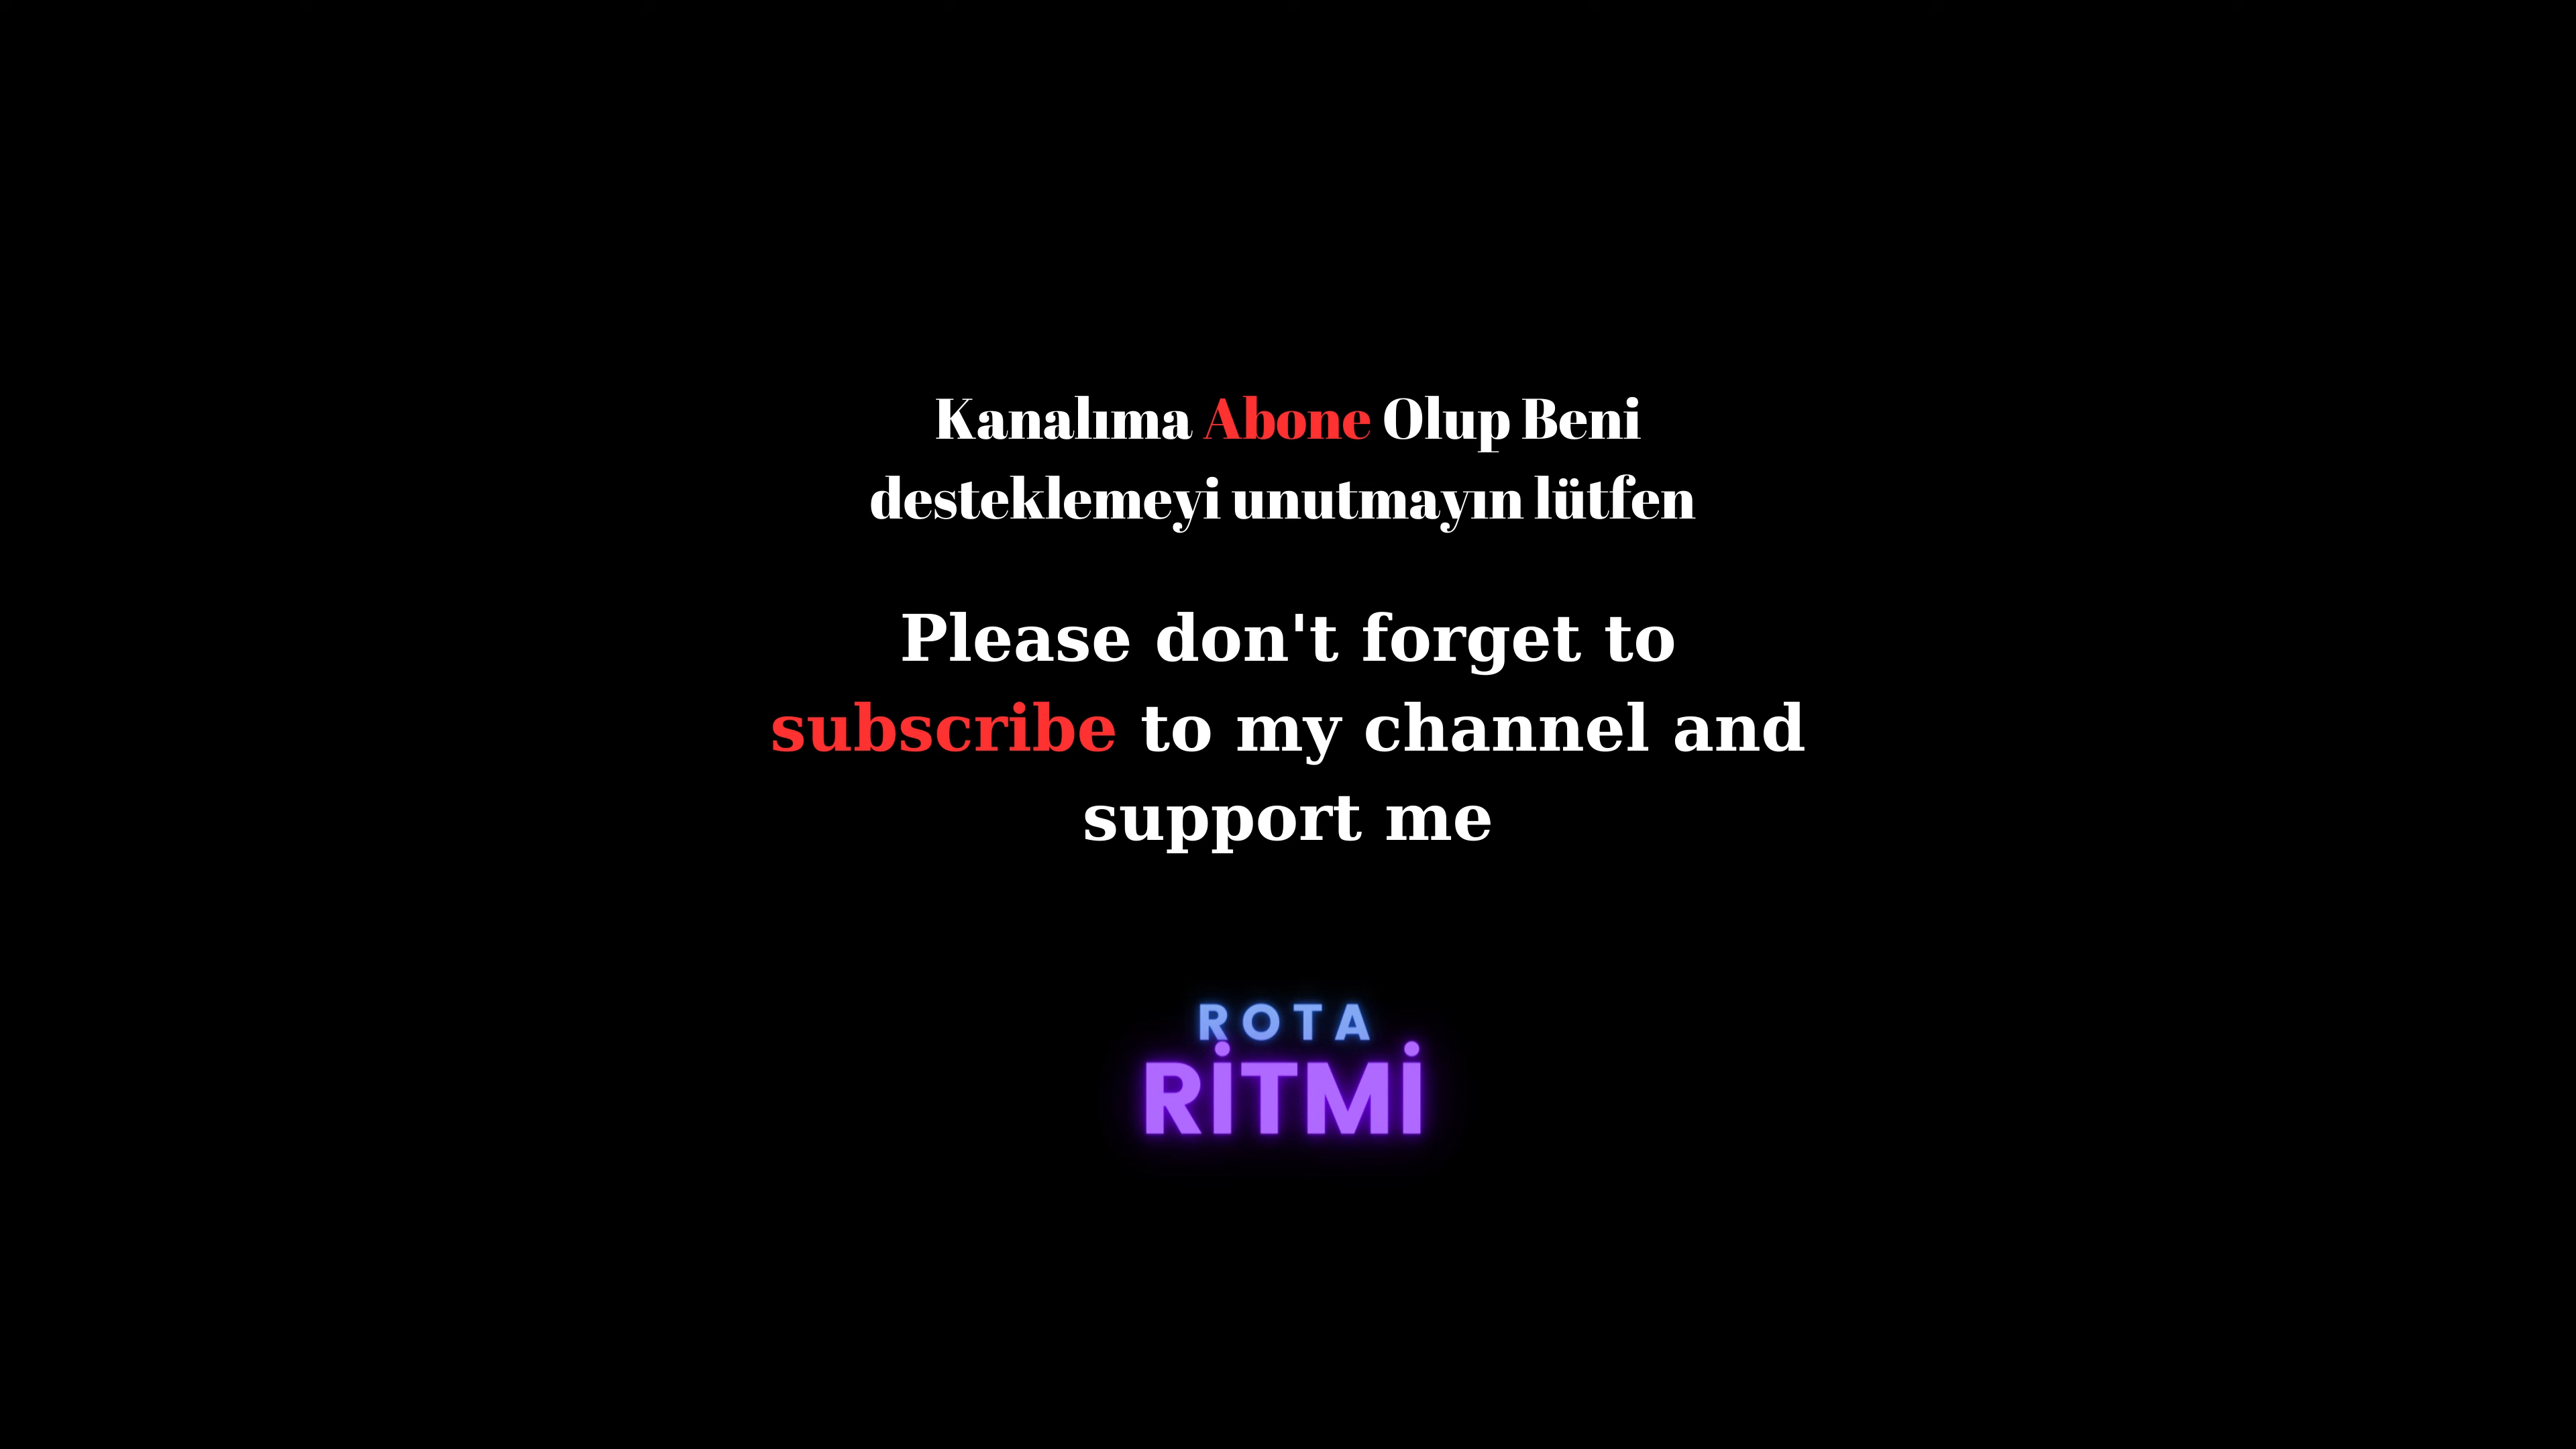 Kanalıma Abone Olup Beni
desteklemeyi unutmayın lütfen
Please don't forget to
subscribe to my channel and
support me
ROTA
RİTMİ